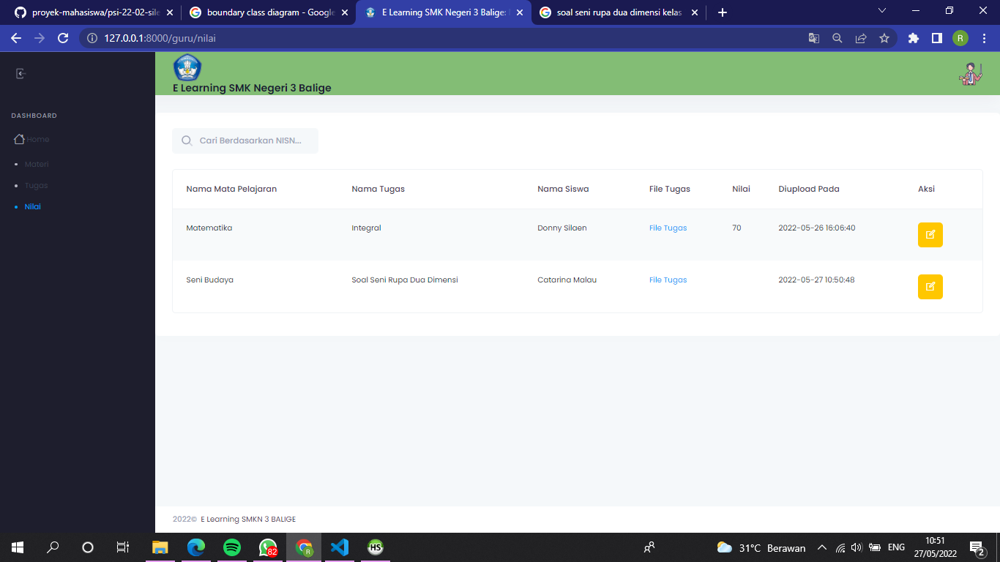 proyek-mahasiswa/psi-22-02-sile
boundary class diagram - Google
E Learning SMK Negeri 3 Balige:
soal seni rupa dua dimensi kelas
127.0.0.1:8000/guru/nilai
R
E Learning SMK Negeri 3 Balige
DASHBOARD
Home
Materi
Tugas
Nilai
Cari Berdasarkan NISN...
Nama Mata Pelajaran Nama Tugas Nama Siswa File Tugas Nilai Diupload Pada Aksi
Matematika Integral Donny Silaen File Tugas 70 2022-05-26 16:06:40
Seni Budaya Soal Seni Rupa Dua Dimensi Catarina Malau File Tugas 2022-05-27 10:50:48
2022© E Learning SMKN 3 BALIGE
82
R
HS
31°C Berawan
ENG
10:51
27/05/2022
2